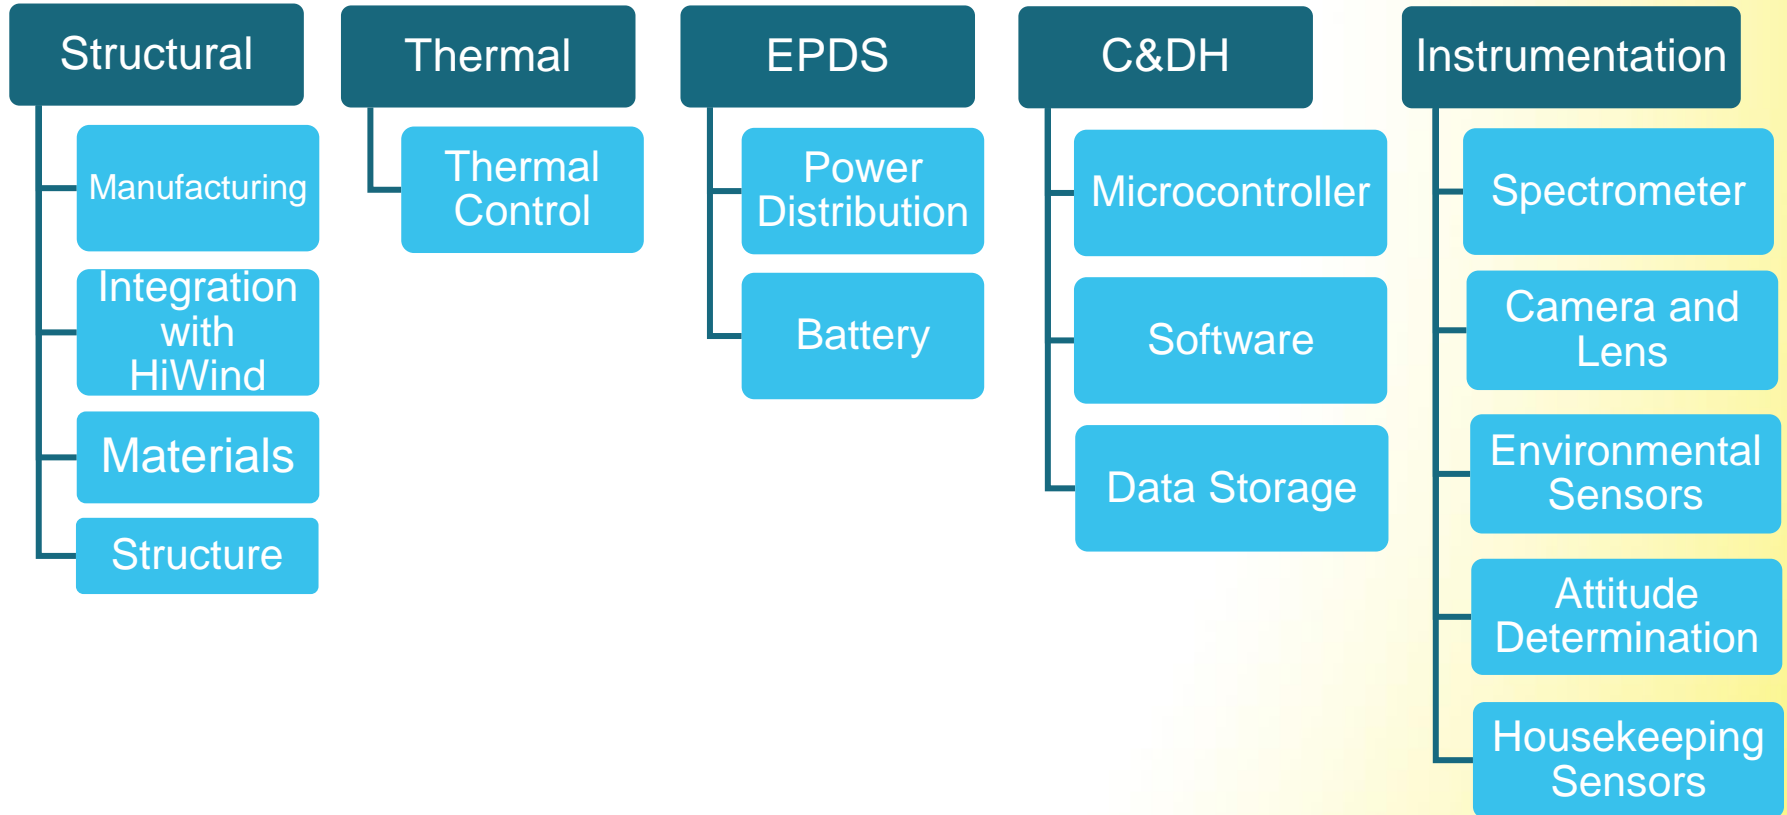 Structural
Manufacturing
Integration
with
HiWind
Materials
Structure
Thermal
Thermal
Control
EPDS
Power
Distribution
Battery
C&DH
Microcontroller
Software
Data Storage
Instrumentation
Spectrometer
Camera and
Lens
Environmental
Sensors
Attitude
Determination
Housekeeping
Sensors